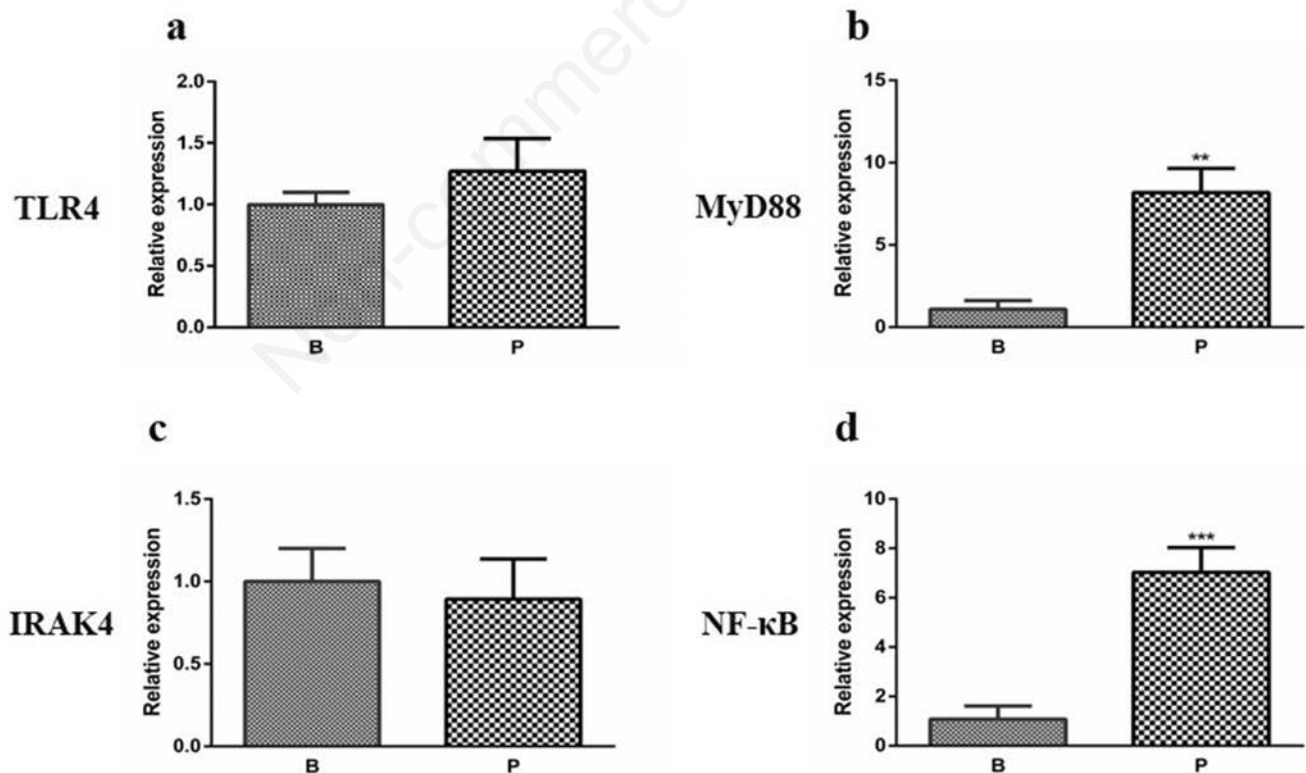 a
2.0
1.5
1.0
0.5
0.0
Relative expression
TLR4
B
P
b
15
10
5
0
Relative expression
MyD88
**
B
P
c
1.5
1.0
0.5
0.0
Relative expression
IRAK4
B
P
d
10
8
6
4
2
0
Relative expression
NF-κB
***
B
P